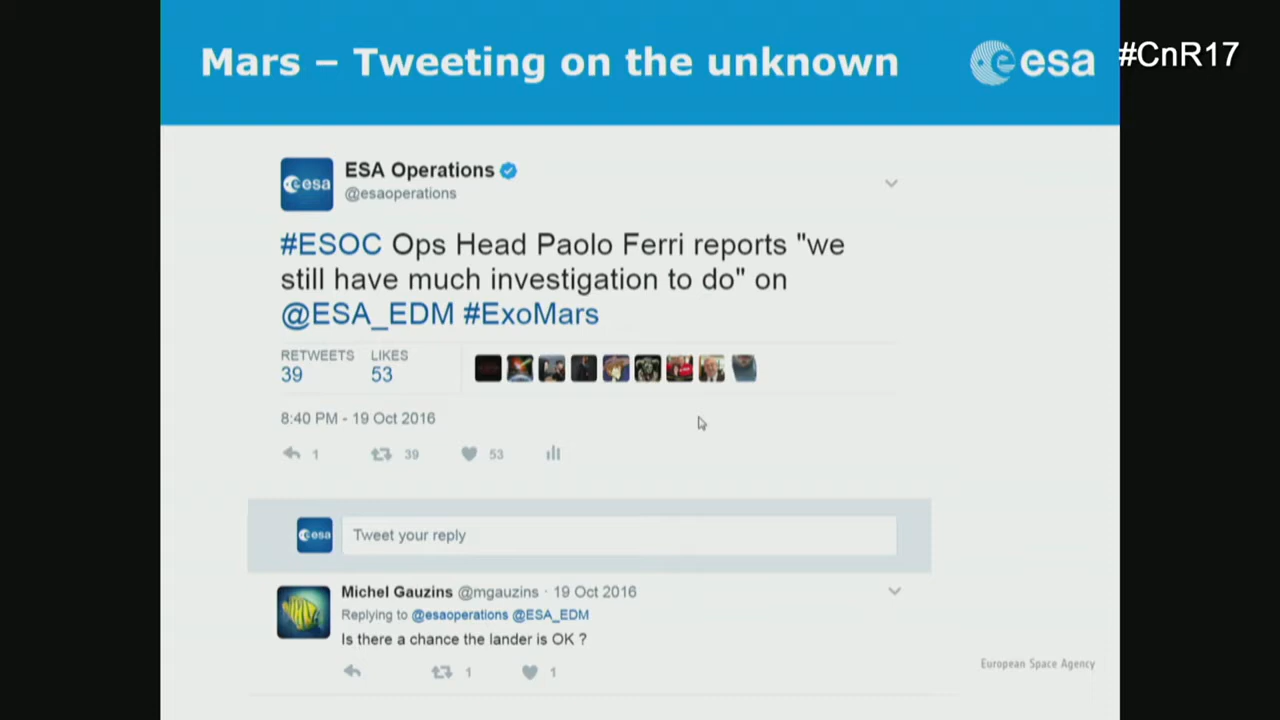 Mars – Tweeting on the unknown
esa
#CnR17
esa
ESA Operations
@esaoperations
#ESOC Ops Head Paolo Ferri reports "we
still have much investigation to do" on
@ESA_EDM #ExoMars
RETWEETS LIKES
39 53
8:40 PM - 19 Oct 2016
1 39 53
esa
Tweet your reply
Michel Gauzins @mgauzins · 19 Oct 2016
Replying to @esaoperations @ESA_EDM
Is there a chance the lander is OK ?
1 1
European Space Agency